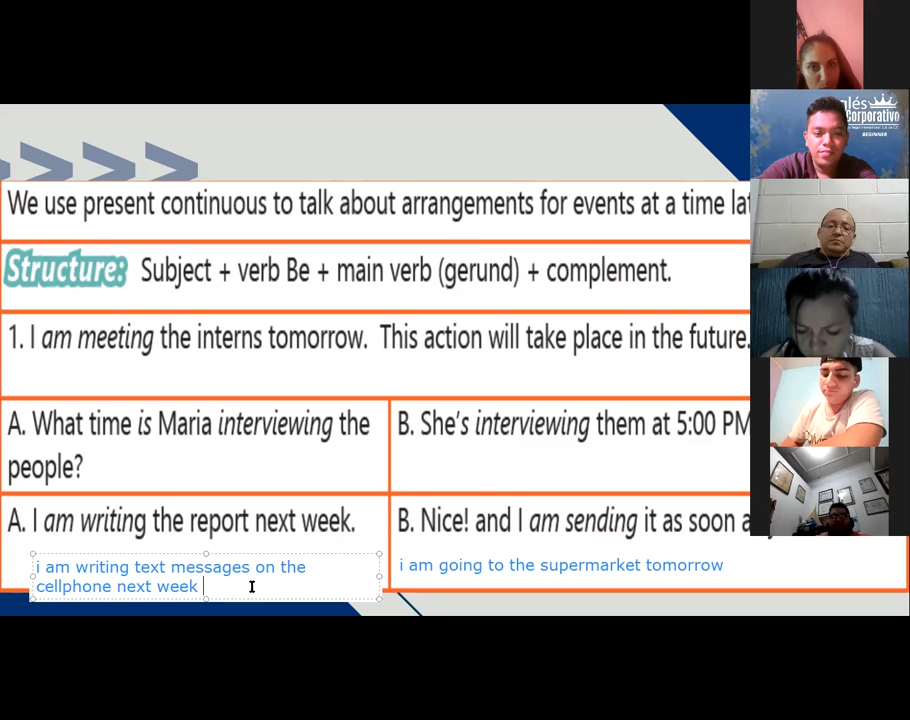 We use present continuous to talk about arrangements for events at a time
Structure: Subject + verb Be + main verb (gerund) + complement.
1. I am meeting the interns tomorrow. This action will take place in the future.
A. What time is Maria interviewing the
people?
B. She's interviewing them at 5:00 PM
A. I am writing the report next week.
B. Nice! and I am sending it as soon
i am writing text messages on the
cellphone next week
i am going to the supermarket tomorrow
glés
Corporativo
BEGINNER